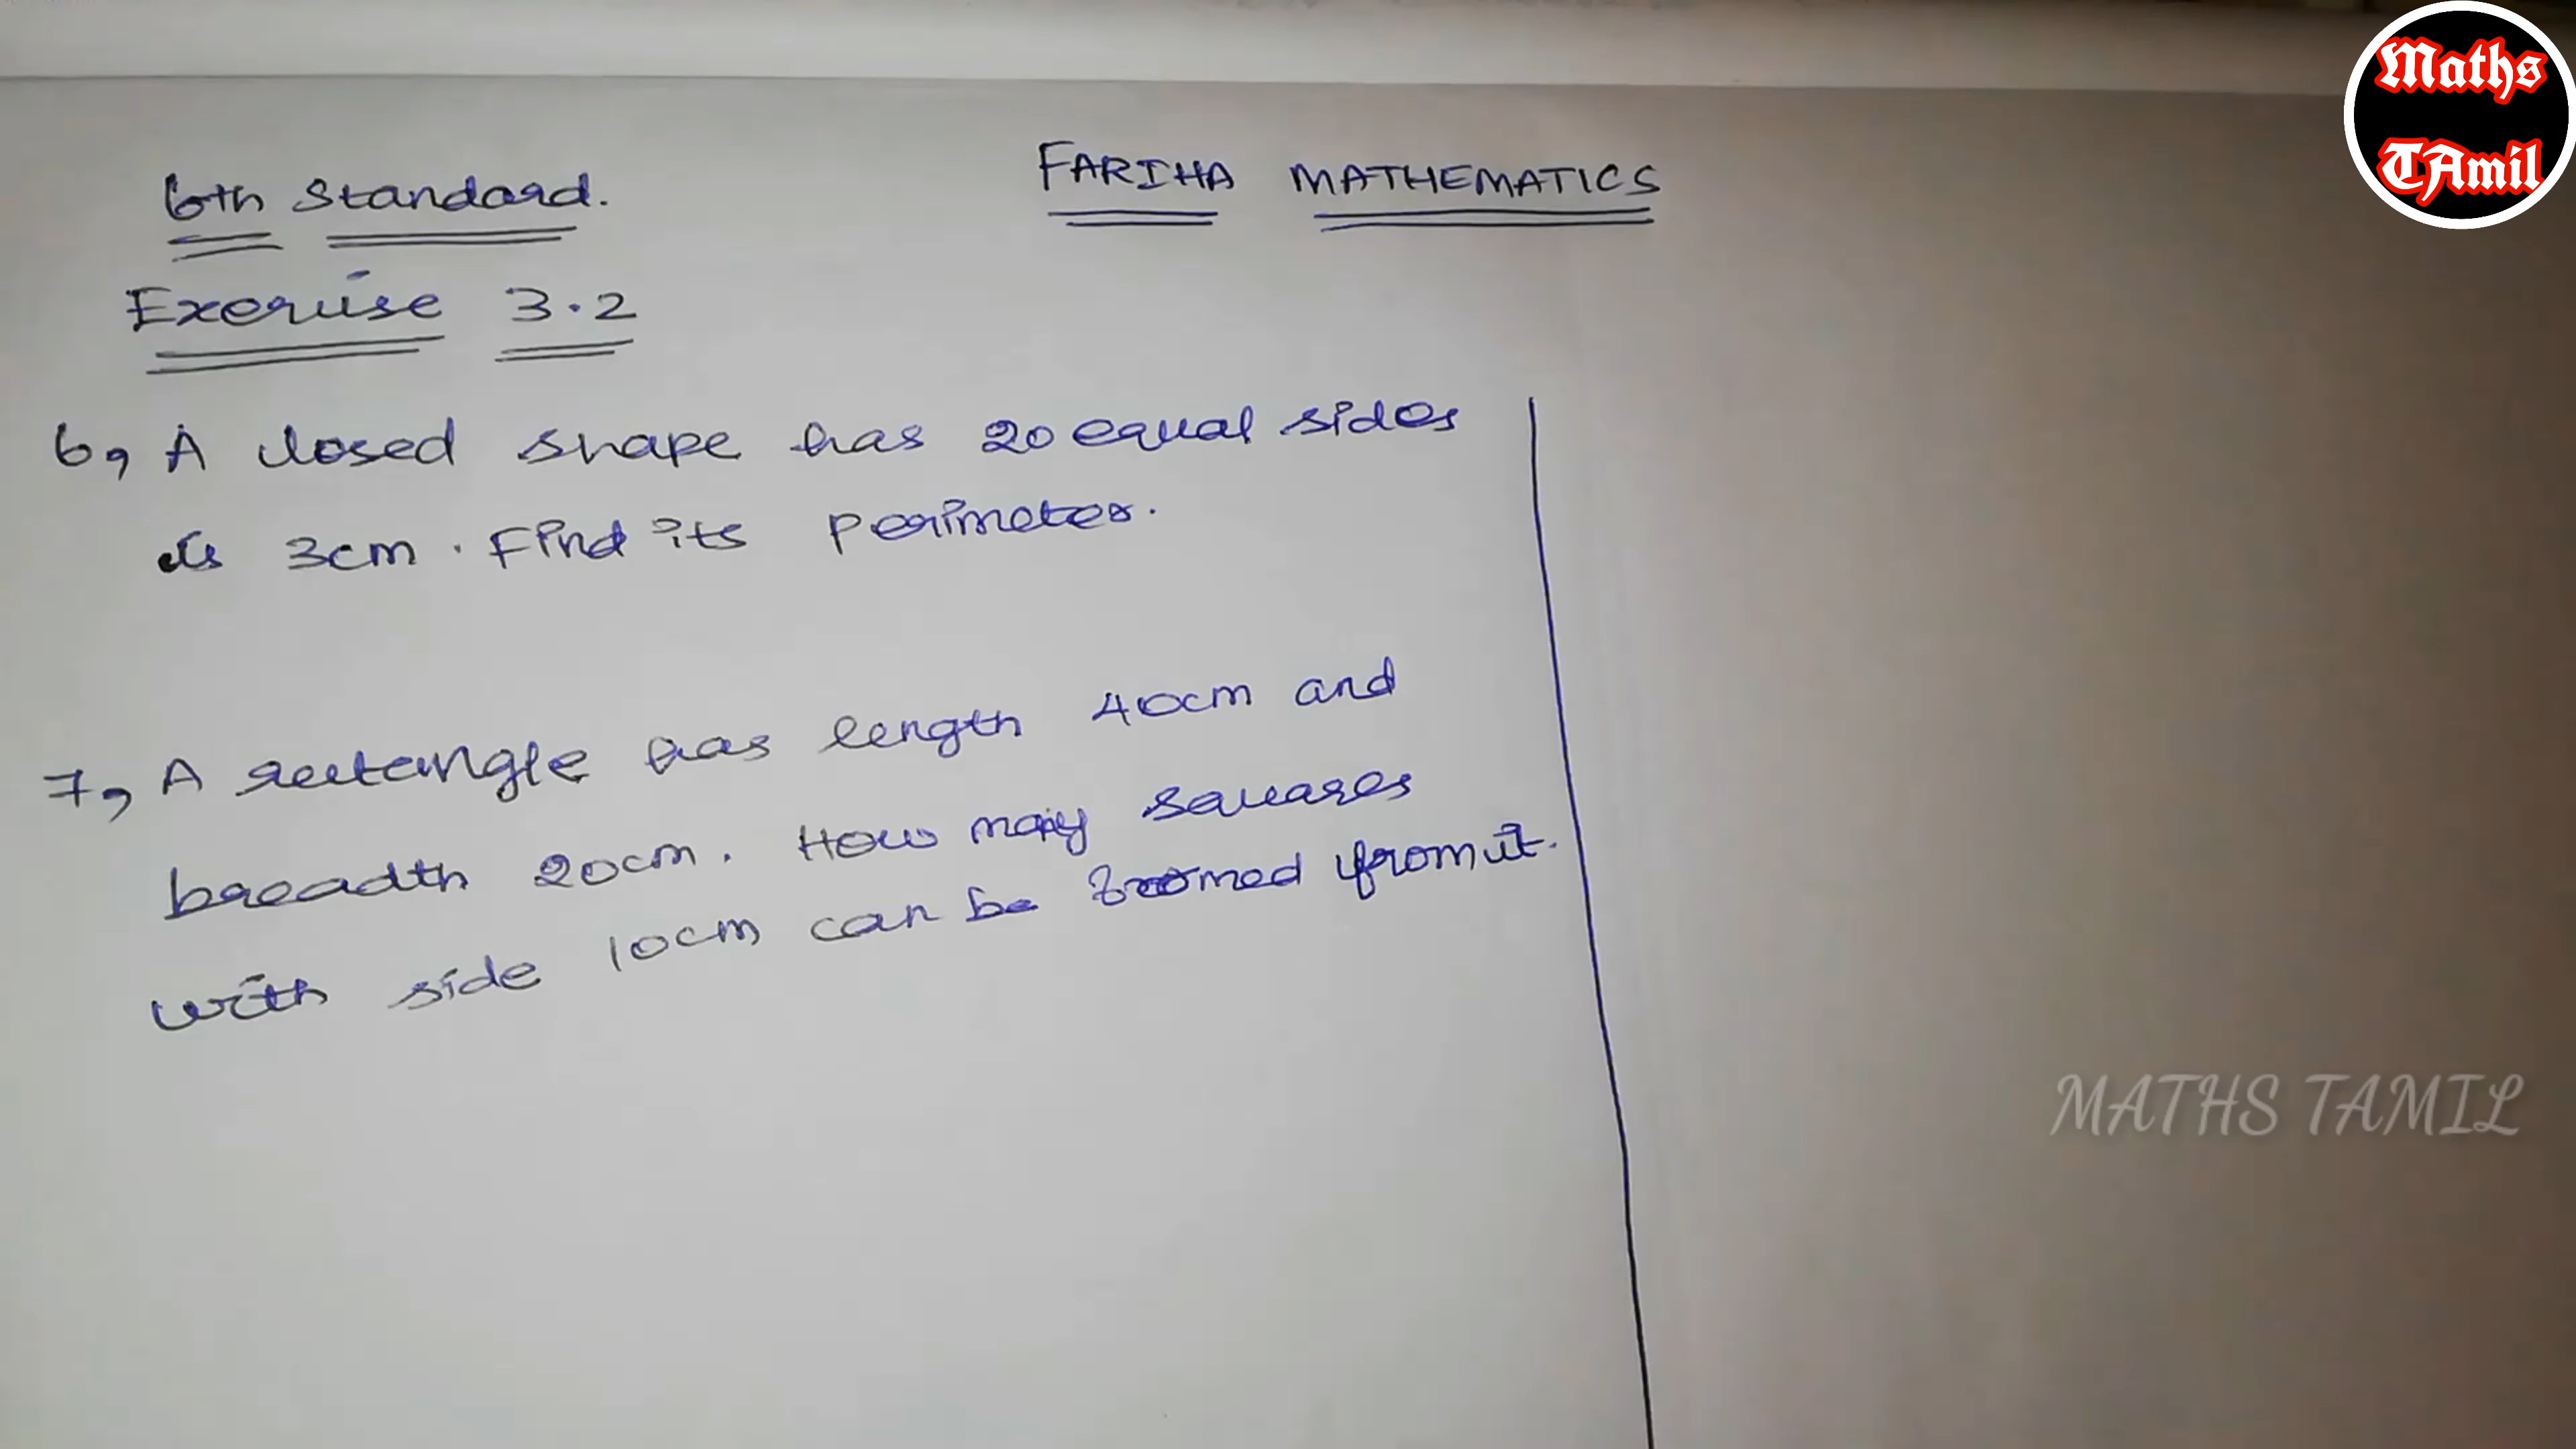 Maths
TAmil
6th Standard.
FARIHA MATHEMATICS
Exercise 3.2
6, A closed shape has 20 equal sides
is 3cm. Find its perimeter.
7, A rectangle has length 40cm and
breadth 20cm. How many squares
with side 10cm can be formed from it.
MATHS TAMIL